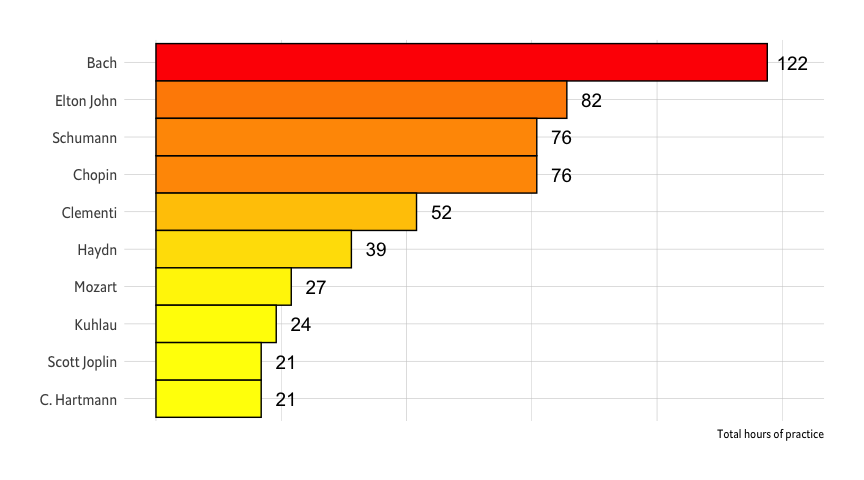 Bach 122
Elton John 82
Schumann 76
Chopin 76
Clementi 52
Haydn 39
Mozart 27
Kuhlau 24
Scott Joplin 21
C. Hartmann 21
Total hours of practice